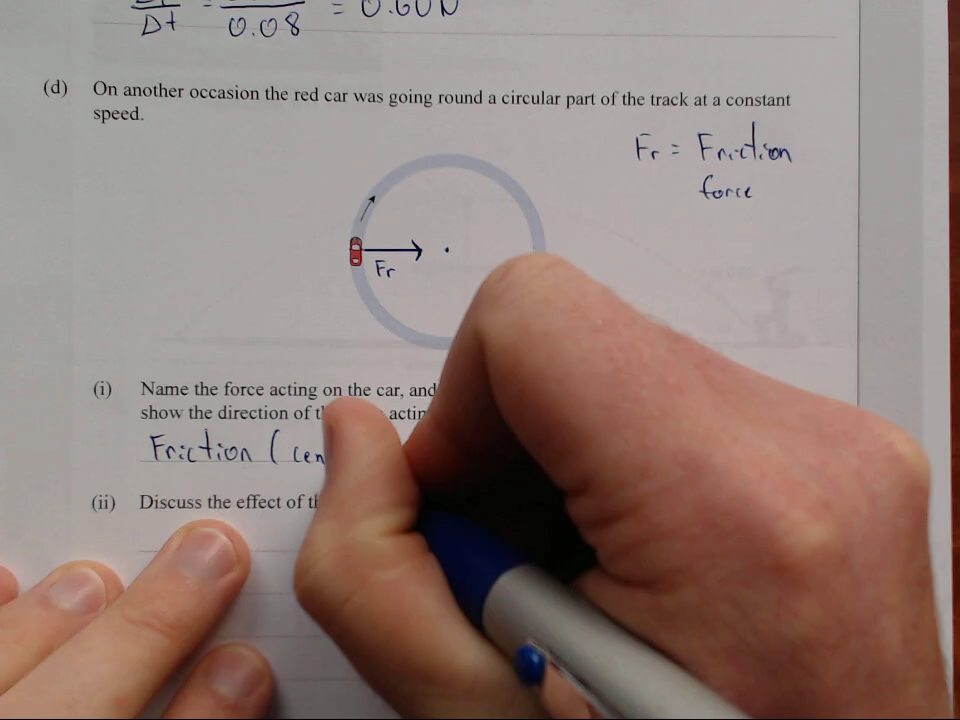 Dt 0.08 = 0.60N
(d) On another occasion the red car was going round a circular part of the track at a constant
speed.
Fr = Friction
force
Fr
(i) Name the force acting on the car, and
show the direction of
Friction (cen
(ii) Discuss the effect of